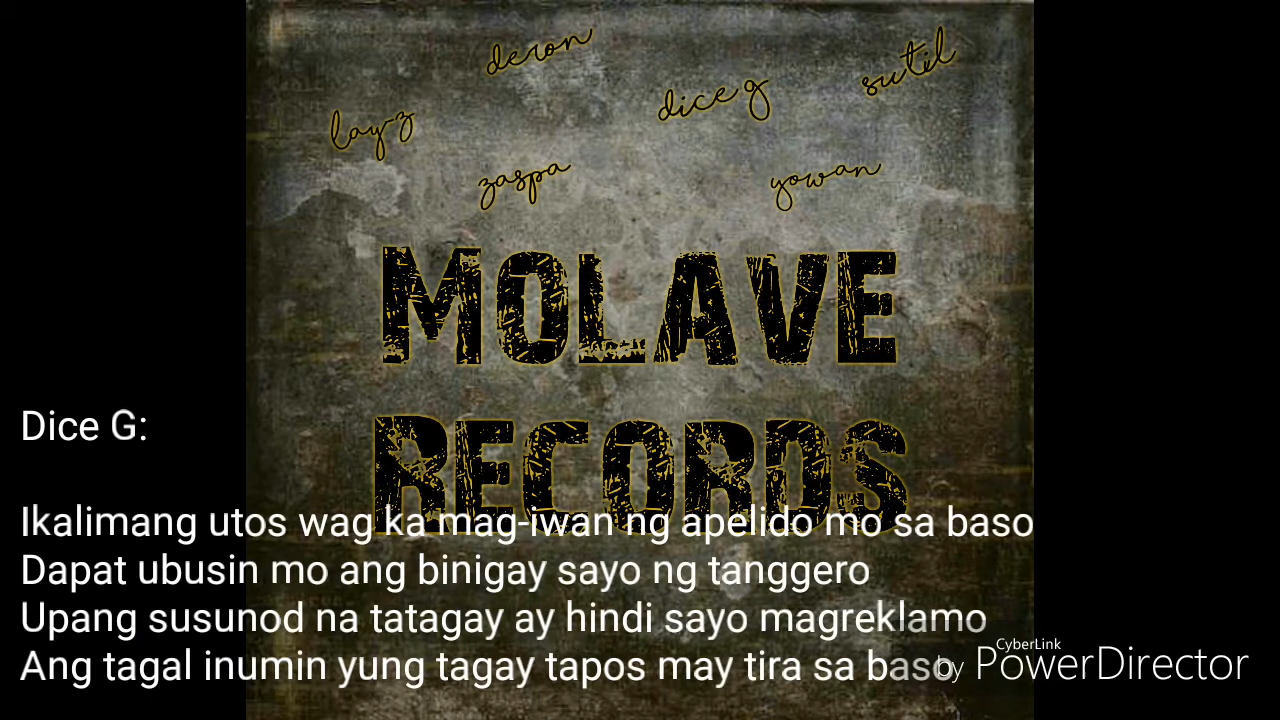 deron
sutil
dice g
lay-z
zaspa
yowan
MOLAVE
RECORDS
Dice G:
Ikalimang utos wag ka mag-iwan ng apelido mo sa baso
Dapat ubusin mo ang binigay sayo ng tanggero
Upang susunod na tatagay ay hindi sayo magreklamo
Ang tagal inumin yung tagay tapos may tira sa baso
CyberLink
by PowerDirector